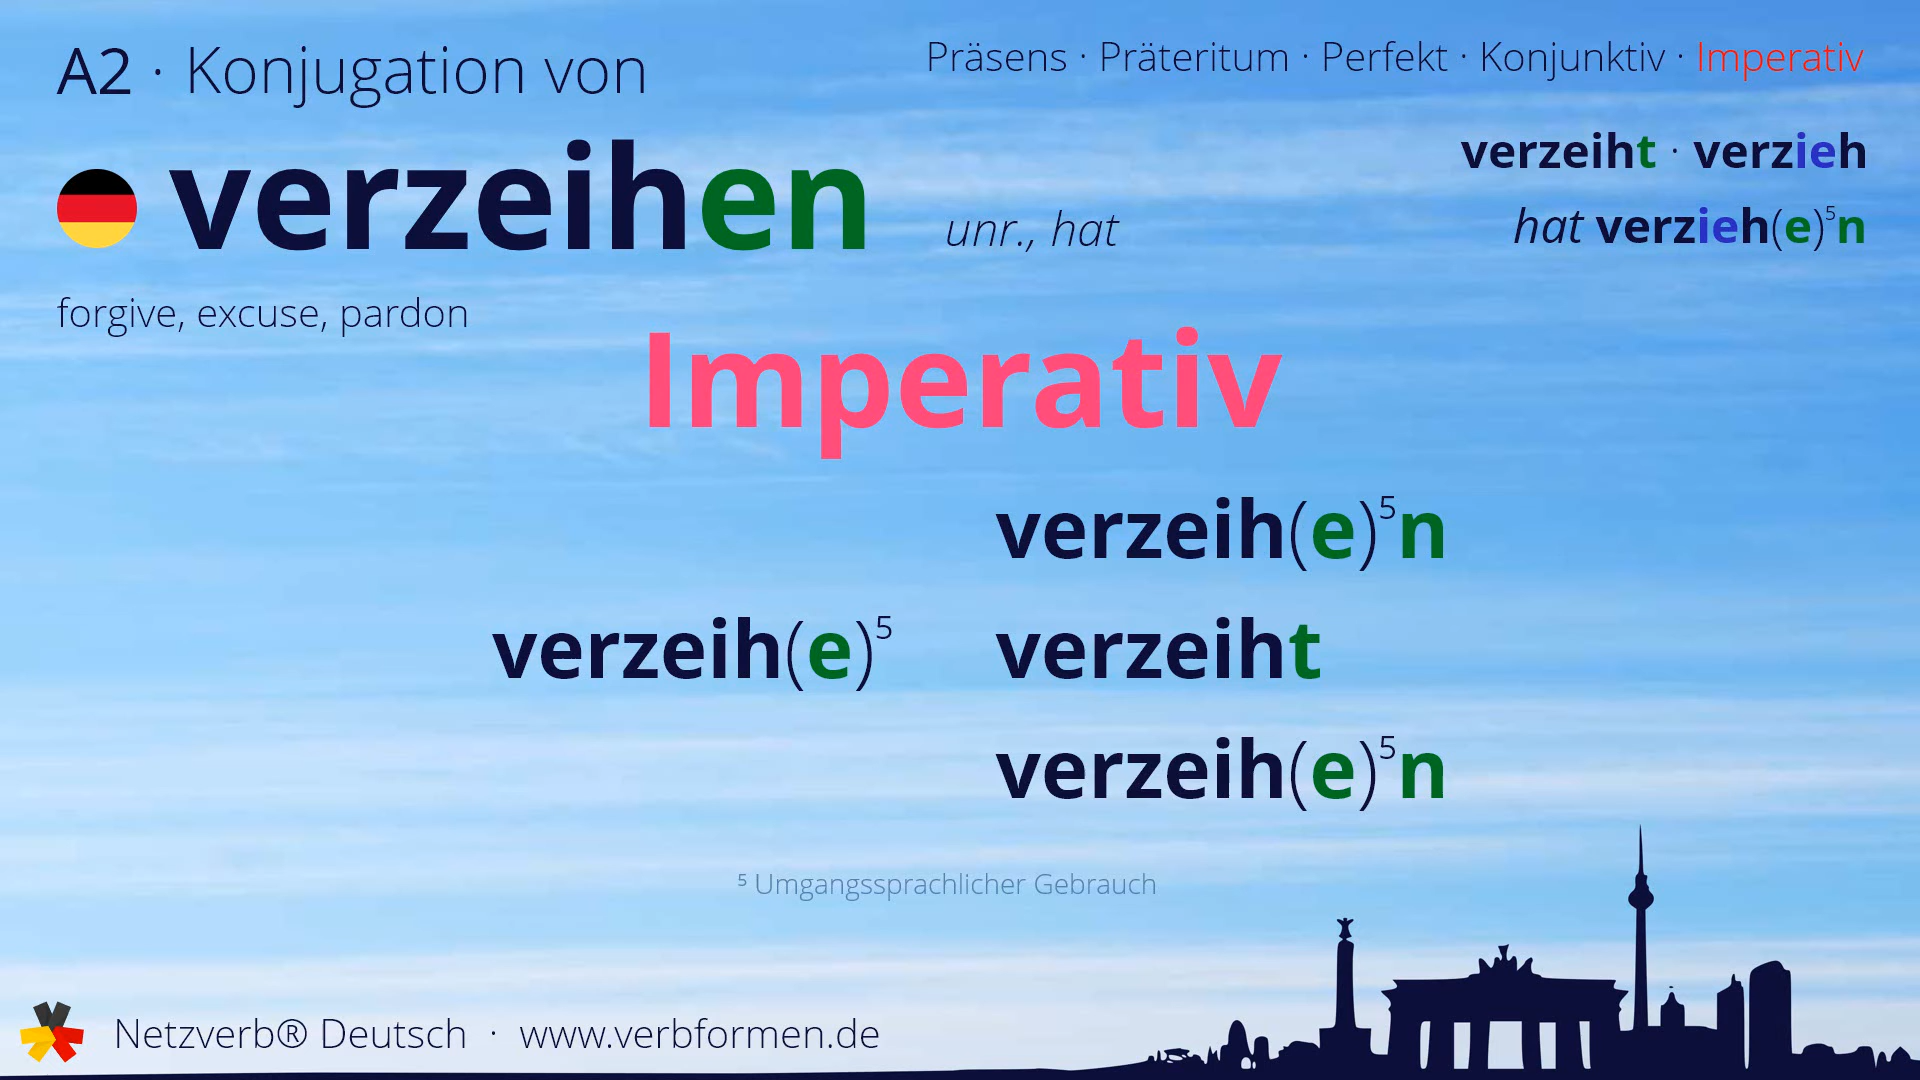 A2 · Konjugation von
Präsens · Präteritum · Perfekt · Konjunktiv · Imperativ
verzeihen
unr., hat
verzeiht · verzieh
hat verzieh(e)⁵n
forgive, excuse, pardon
Imperativ
verzeih(e)⁵n
verzeih(e)⁵ verzeiht
verzeih(e)⁵n
⁵ Umgangssprachlicher Gebrauch
Netzverb® Deutsch · www.verbformen.de